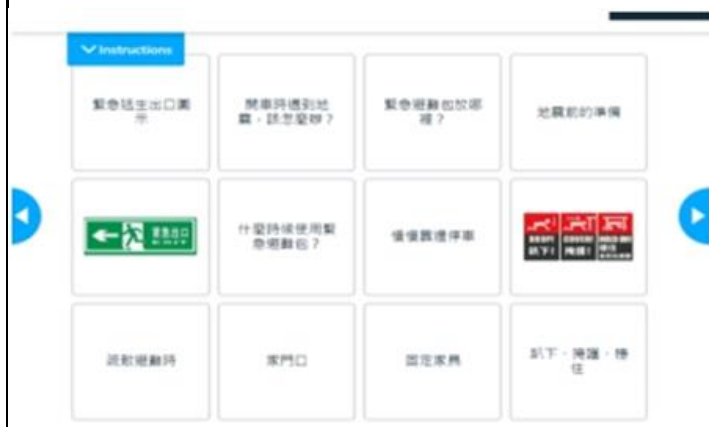 Instructions
緊急逃生出口圖
示
開車時遇到地
震,該怎麼辦?
緊急避難包放哪
裡?
地震前的準備
緊急出口
什麼時候使用緊
急避難包?
慢慢靠邊停車
DROP!
COVER!
HOLD ON!
趴下!
掩護!
穩住
疏散避難時
家門口
固定家具
趴下、掩護、穩
住